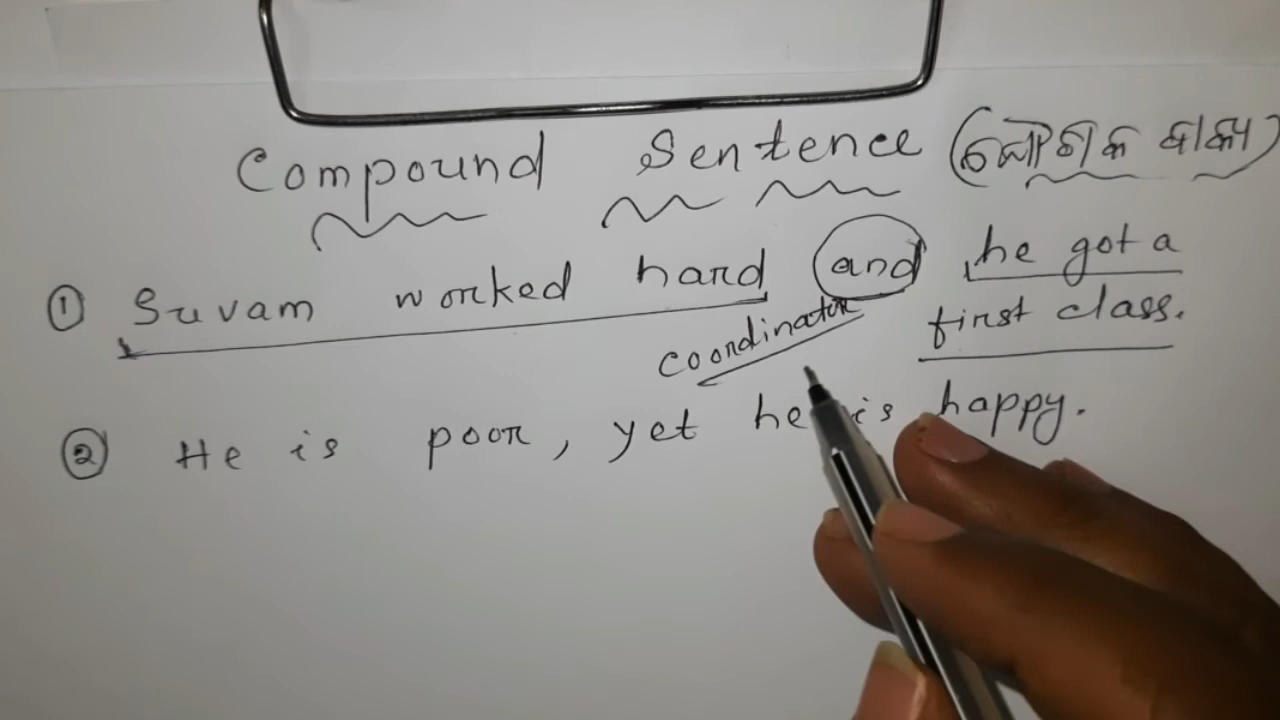 Compound Sentence (ଯୌଗିକ ବାକ୍ୟ)
① Suvam worked hard and he got a
first class.
coordinator
② He is poor, yet he is happy.